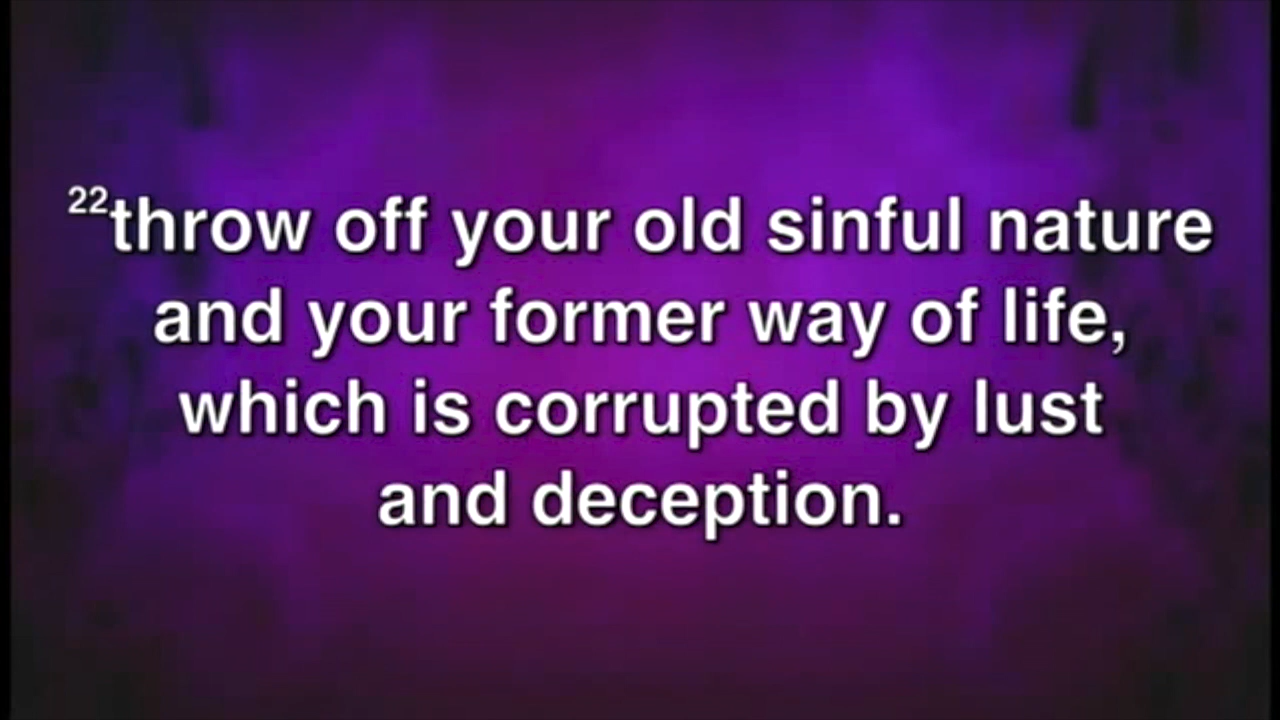 22throw off your old sinful nature
and your former way of life,
which is corrupted by lust
and deception.